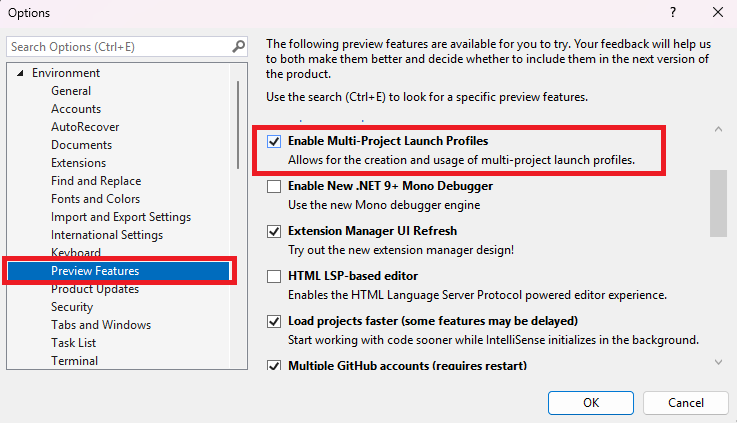 Options
?
Search Options (Ctrl+E)
Environment
General
Accounts
AutoRecover
Documents
Extensions
Find and Replace
Fonts and Colors
Import and Export Settings
International Settings
Keyboard
Preview Features
Product Updates
Security
Tabs and Windows
Task List
Terminal
The following preview features are available for you to try. Your feedback will help us
to both make them better and decide whether to include them in the next version of
the product.
Use the search (Ctrl+E) to look for a specific preview features.
Enable Multi-Project Launch Profiles
Allows for the creation and usage of multi-project launch profiles.
Enable New .NET 9+ Mono Debugger
Use the new Mono debugger engine
Extension Manager UI Refresh
Try out the new extension manager design!
HTML LSP-based editor
Enables the HTML Language Server Protocol powered editor experience.
Load projects faster (some features may be delayed)
Start working with code sooner while IntelliSense initializes in the background.
Multiple GitHub accounts (requires restart)
OK
Cancel